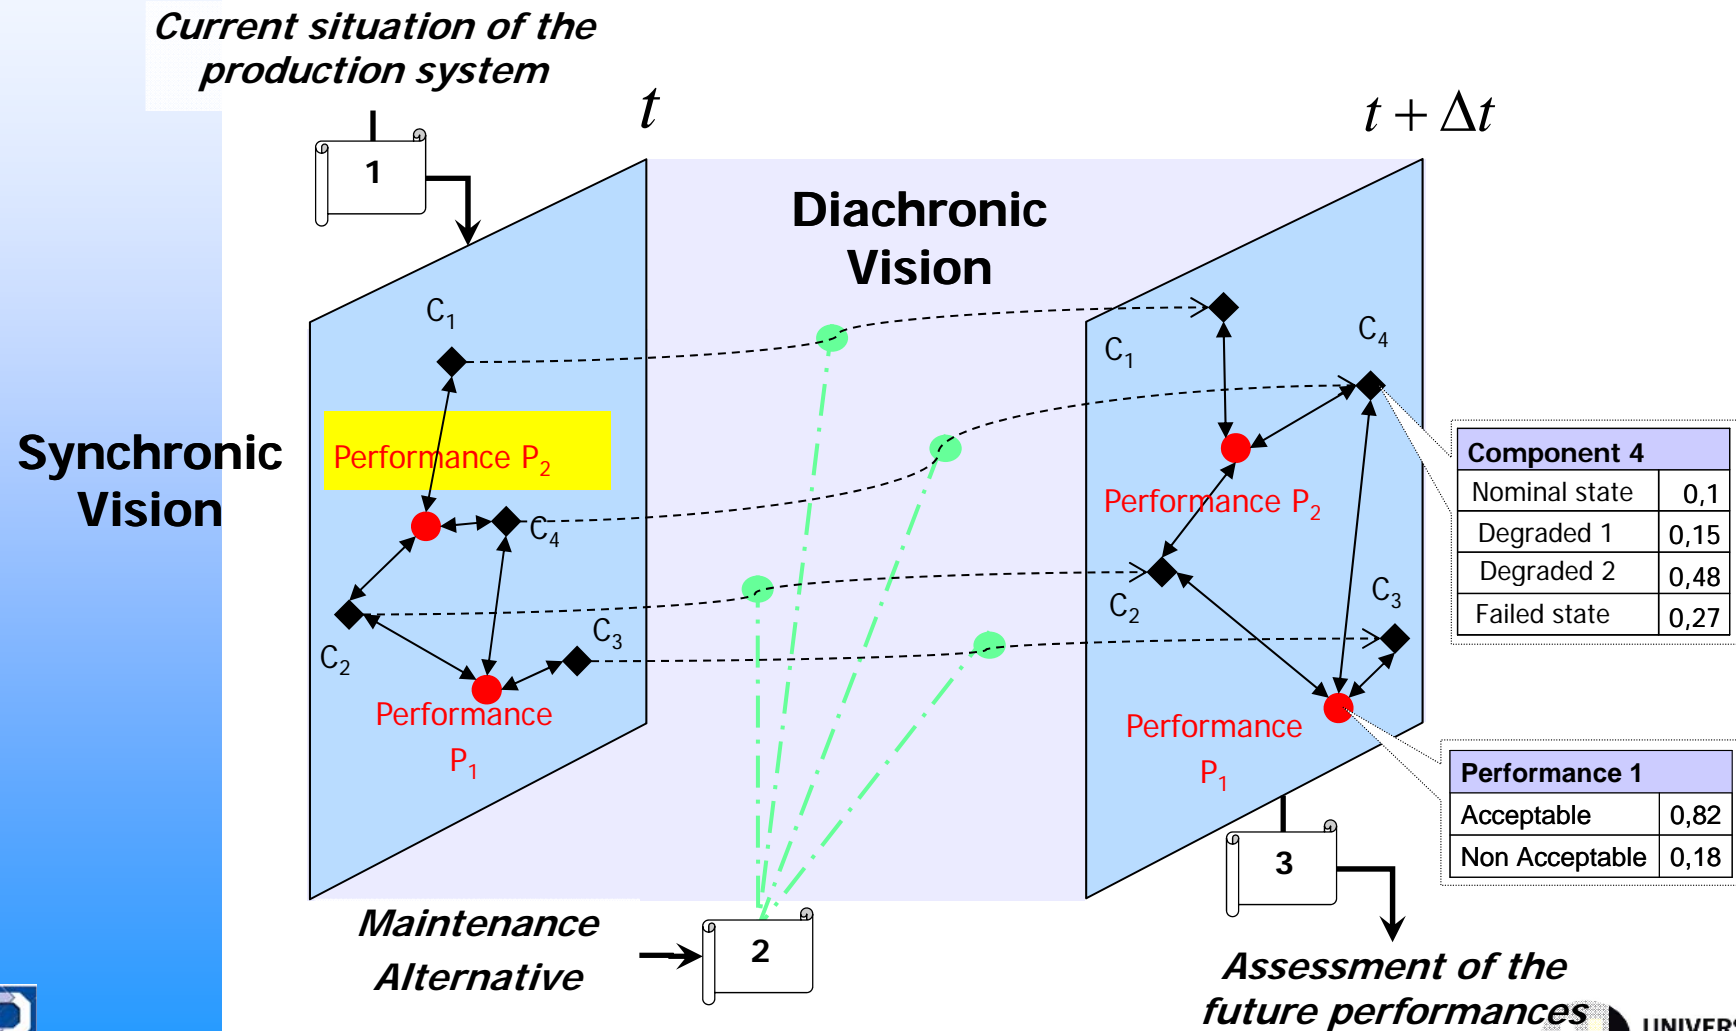 Current situation of the
production system
t
t + Δt
1
Diachronic
Vision
C1
C1
C4
Synchronic
Vision
Performance P2
Component 4
Nominal state 0,1
Degraded 1 0,15
Degraded 2 0,48
Failed state 0,27
Performance P2
C4
C2
C3
C2
C3
Performance
P1
Performance
P1
Performance 1
Acceptable 0,82
Non Acceptable 0,18
3
Maintenance
Alternative
2
Assessment of the
future performances